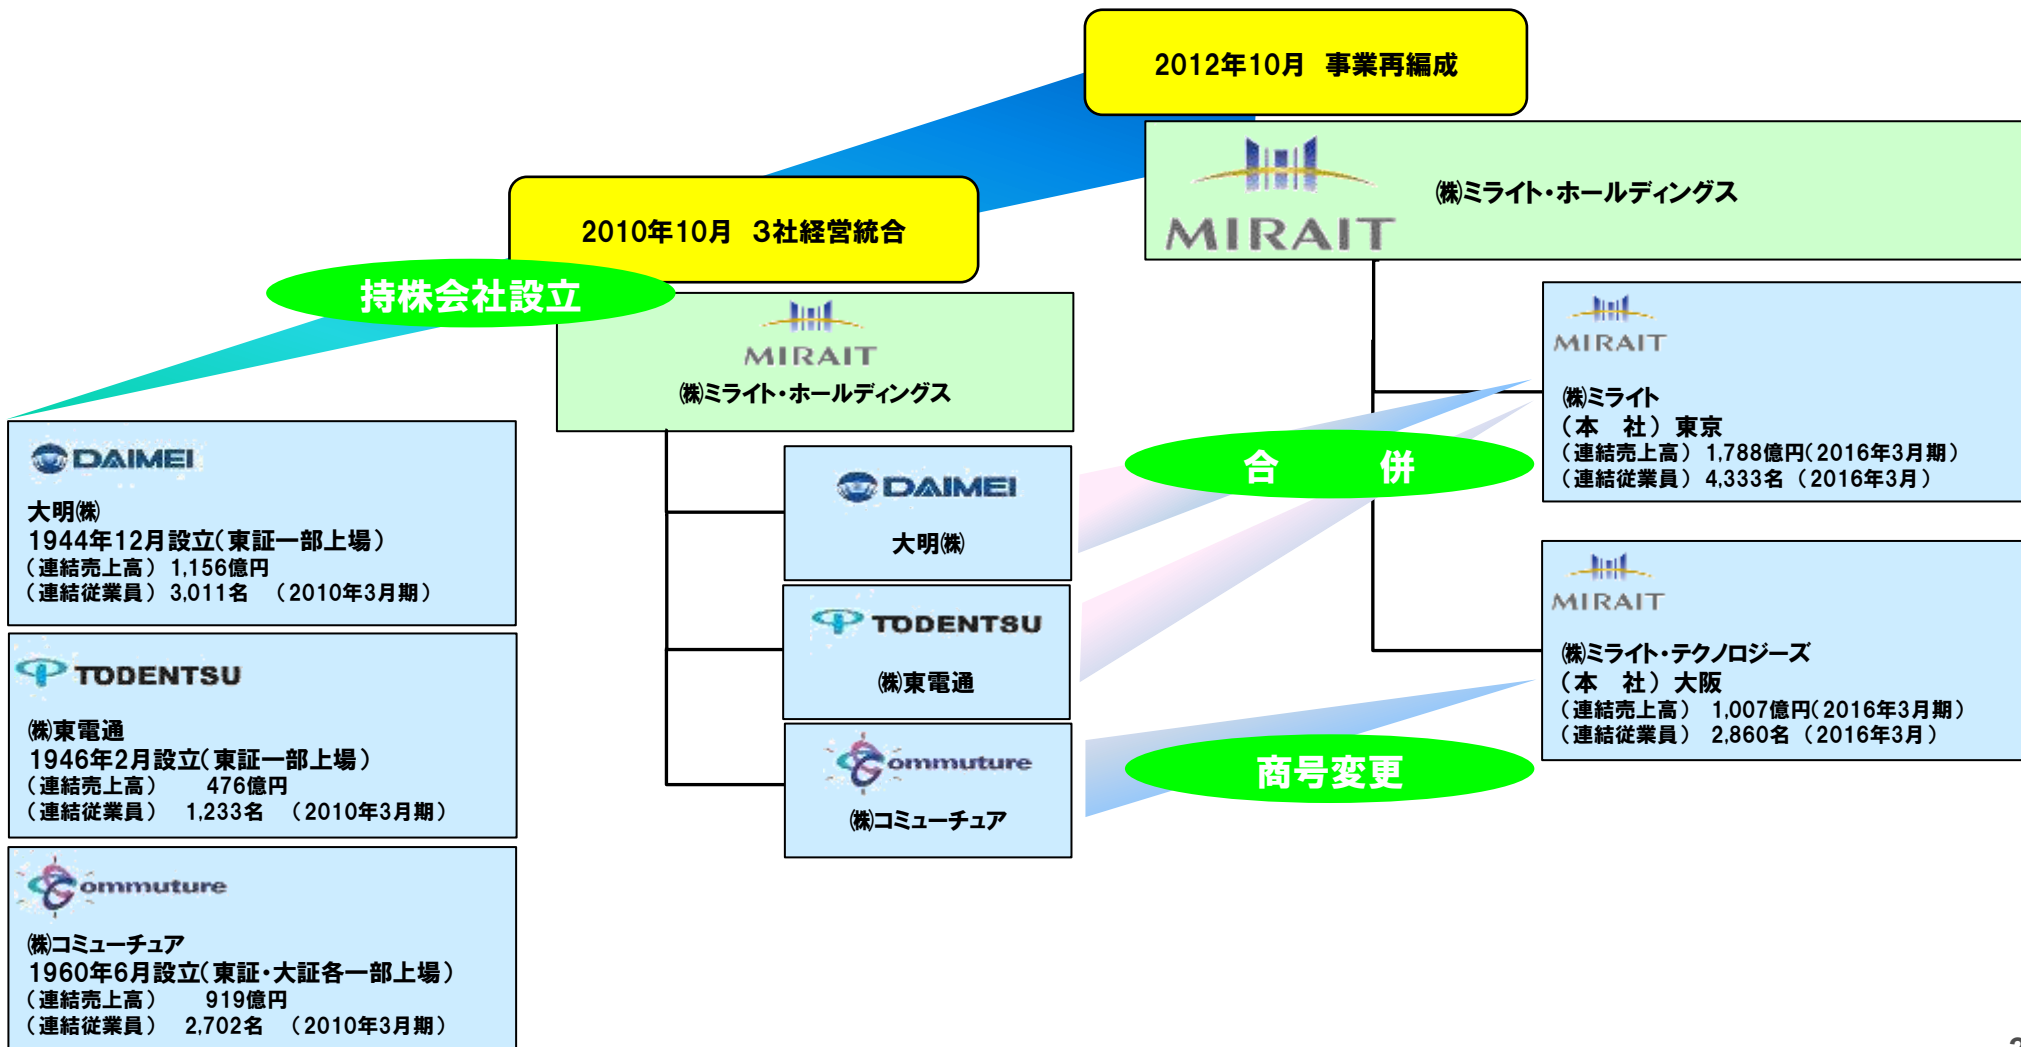 2012年10月 事業再編成
MIRAIT
㈱ミライト・ホールディングス
2010年10月 3社経営統合
持株会社設立
MIRAIT
㈱ミライト・ホールディングス
DAIMEI
大明㈱
1944年12月設立(東証一部上場)
(連結売上高) 1,156億円
(連結従業員) 3,011名 (2010年3月期)
TODENTSU
㈱東電通
1946年2月設立(東証一部上場)
(連結売上高) 476億円
(連結従業員) 1,233名 (2010年3月期)
Commuture
㈱コミューチュア
1960年6月設立(東証・大証各一部上場)
(連結売上高) 919億円
(連結従業員) 2,702名 (2010年3月期)
DAIMEI
大明㈱
TODENTSU
㈱東電通
Commuture
㈱コミューチュア
合 併
商号変更
MIRAIT
㈱ミライト
(本 社) 東京
(連結売上高) 1,788億円(2016年3月期)
(連結従業員) 4,333名 (2016年3月)
MIRAIT
㈱ミライト・テクノロジーズ
(本 社) 大阪
(連結売上高) 1,007億円(2016年3月期)
(連結従業員) 2,860名 (2016年3月)